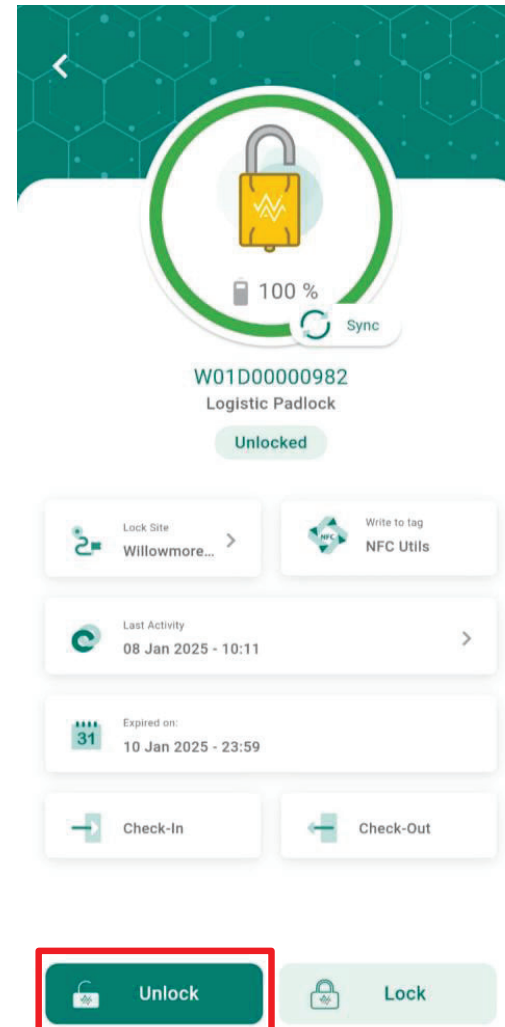 100 %
Sync
W01D00000982
Logistic Padlock
Unlocked
Lock Site
Willowmore...
Write to tag
NFC Utils
NFC
Last Activity
08 Jan 2025 - 10:11
31
Expired on:
10 Jan 2025 - 23:59
Check-In
Check-Out
Unlock
Lock